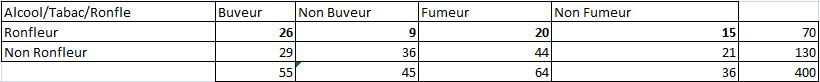 Alcool/Tabac/Ronfle Buveur Non Buveur Fumeur Non Fumeur
Ronfleur 26 9 20 15 70
Non Ronfleur 29 36 44 21 130
55 45 64 36 400